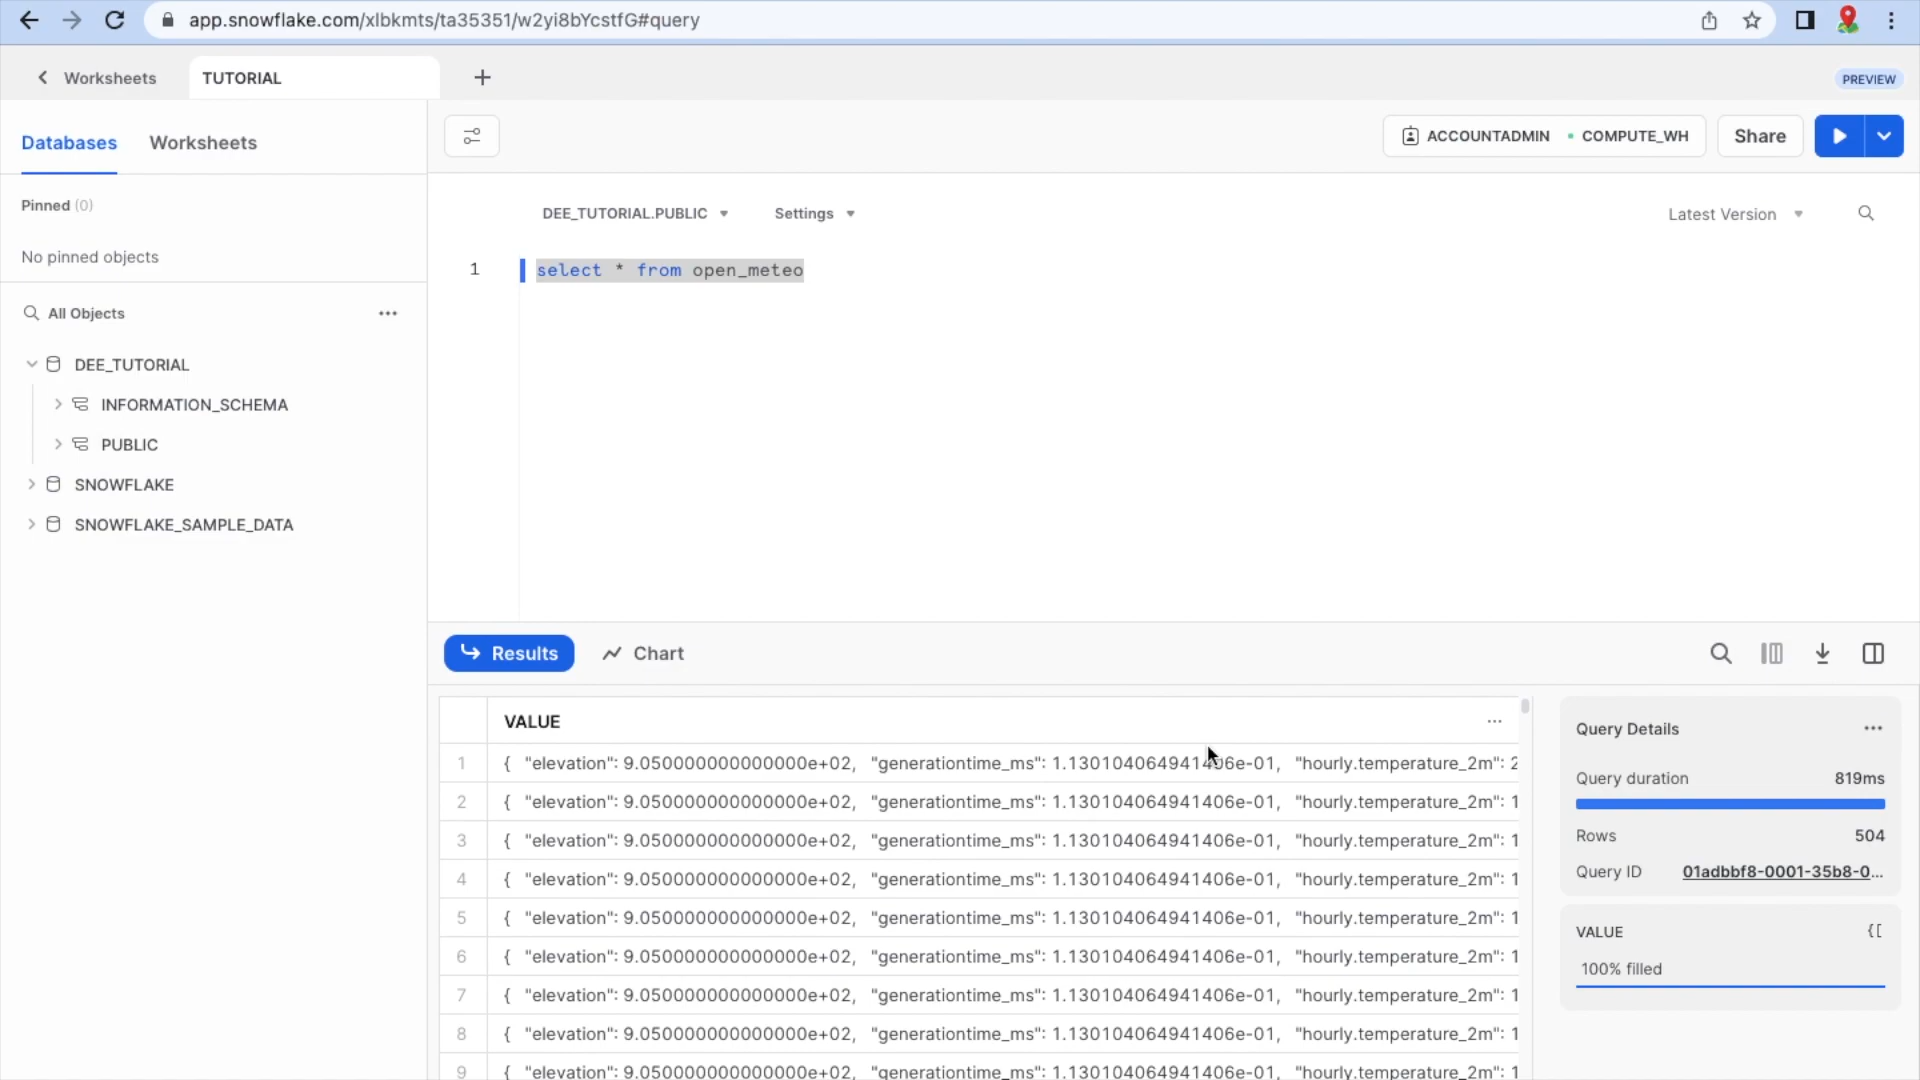 app.snowflake.com/xlbkmts/ta35351/w2yi8bYcstfG#query
Worksheets
TUTORIAL
PREVIEW
Databases
Worksheets
ACCOUNTADMIN
COMPUTE_WH
Share
Pinned (0)
No pinned objects
DEE_TUTORIAL.PUBLIC
Settings
Latest Version
1
select * from open_meteo
All Objects
DEE_TUTORIAL
INFORMATION_SCHEMA
PUBLIC
SNOWFLAKE
SNOWFLAKE_SAMPLE_DATA
Results
Chart
VALUE
1 { "elevation": 9.050000000000000e+02, "generationtime_ms": 1.130104064941406e-01, "hourly.temperature_2m": 2
2 { "elevation": 9.050000000000000e+02, "generationtime_ms": 1.130104064941406e-01, "hourly.temperature_2m": 1
3 { "elevation": 9.050000000000000e+02, "generationtime_ms": 1.130104064941406e-01, "hourly.temperature_2m": 1
4 { "elevation": 9.050000000000000e+02, "generationtime_ms": 1.130104064941406e-01, "hourly.temperature_2m": 1
5 { "elevation": 9.050000000000000e+02, "generationtime_ms": 1.130104064941406e-01, "hourly.temperature_2m": 1
6 { "elevation": 9.050000000000000e+02, "generationtime_ms": 1.130104064941406e-01, "hourly.temperature_2m": 1
7 { "elevation": 9.050000000000000e+02, "generationtime_ms": 1.130104064941406e-01, "hourly.temperature_2m": 1
8 { "elevation": 9.050000000000000e+02, "generationtime_ms": 1.130104064941406e-01, "hourly.temperature_2m": 1
9 { "elevation": 9.050000000000000e+02, "generationtime_ms": 1.130104064941406e-01, "hourly.temperature_2m": 1
Query Details
Query duration 819ms
Rows 504
Query ID 01adbbf8-0001-35b8-0...
VALUE
100% filled